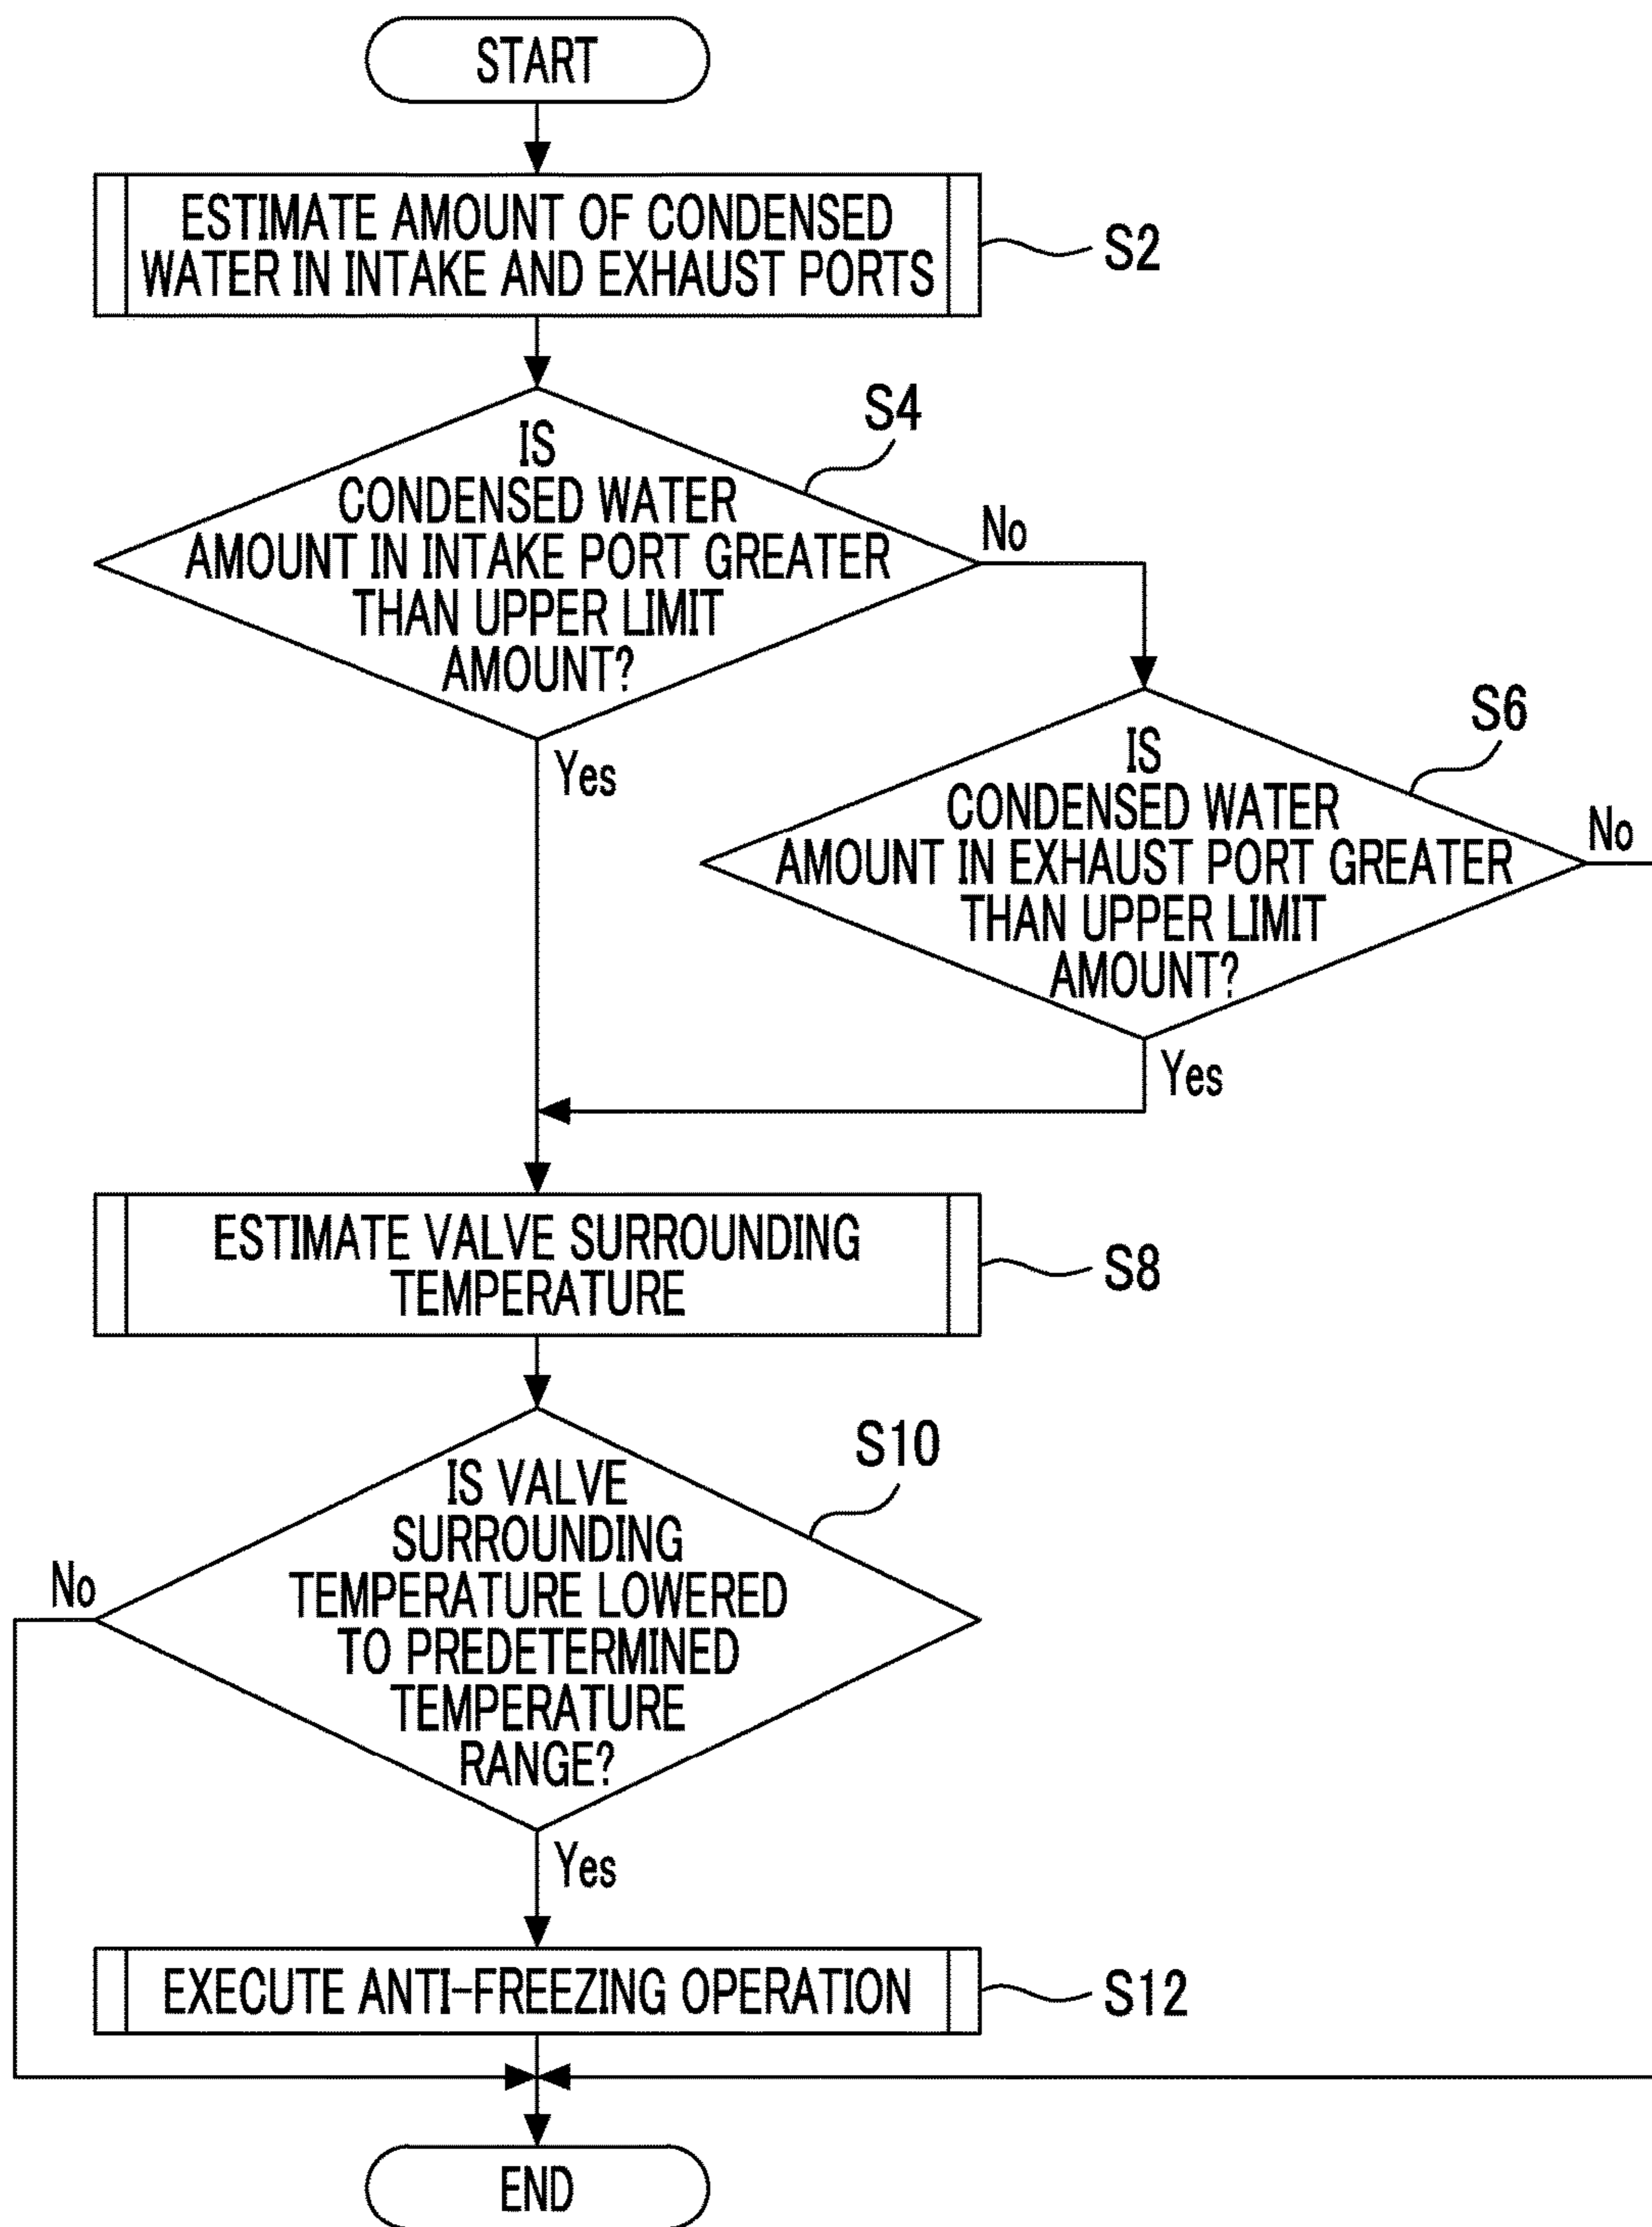 START
ESTIMATE AMOUNT OF CONDENSED
WATER IN INTAKE AND EXHAUST PORTS
S2
S4
IS
CONDENSED WATER
AMOUNT IN INTAKE PORT GREATER
THAN UPPER LIMIT
AMOUNT?
No
Yes
S6
IS
CONDENSED WATER
AMOUNT IN EXHAUST PORT GREATER
THAN UPPER LIMIT
AMOUNT?
No
Yes
ESTIMATE VALVE SURROUNDING
TEMPERATURE
S8
S10
IS VALVE
SURROUNDING
TEMPERATURE LOWERED
TO PREDETERMINED
TEMPERATURE
RANGE?
No
Yes
EXECUTE ANTI-FREEZING OPERATION
S12
END